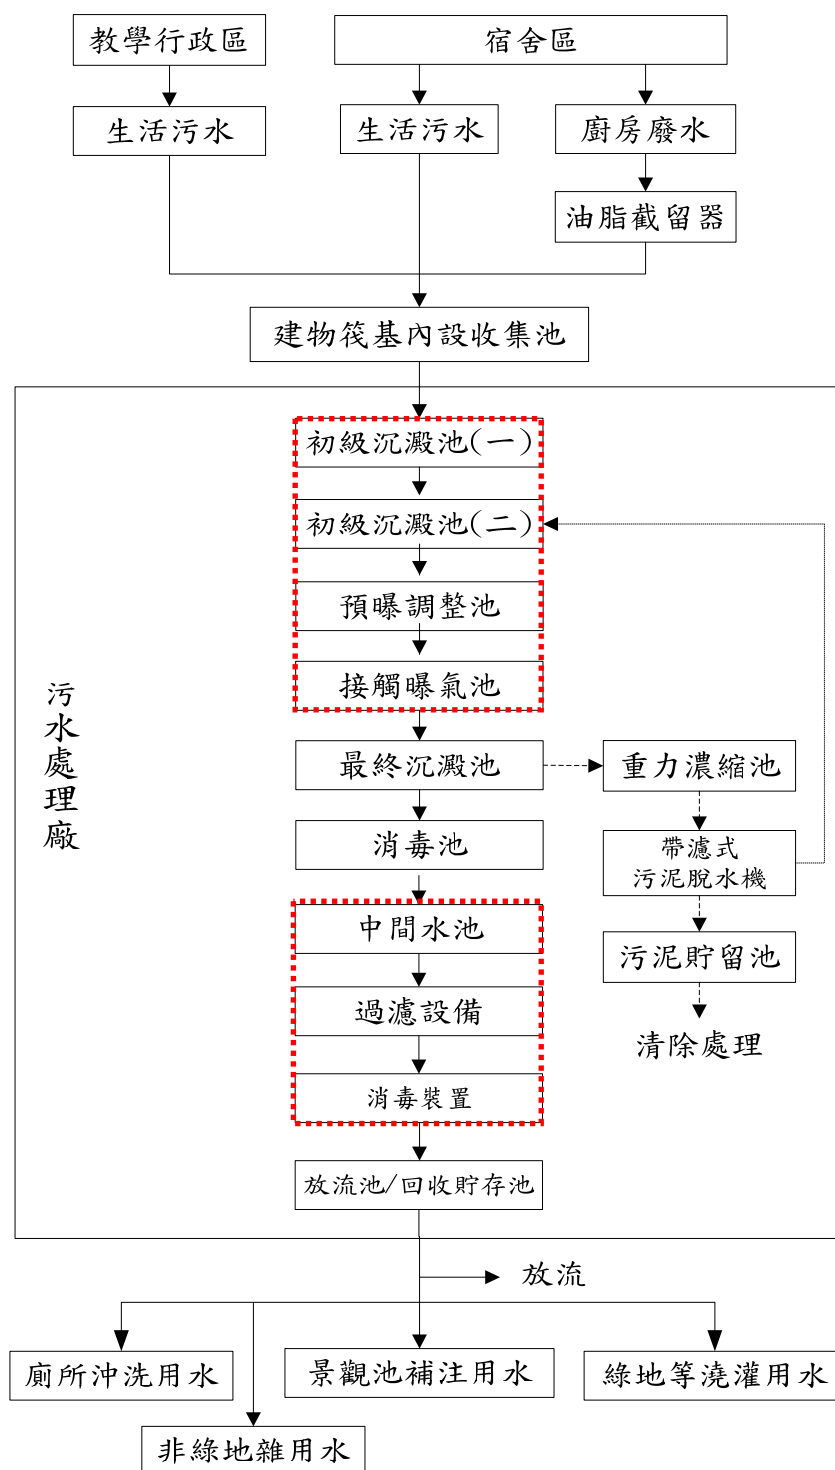 教學行政區
宿舍區
生活污水
生活污水
廚房廢水
油脂截留器
建物筏基內設收集池
污水處理廠
初級沉澱池(一)
初級沉澱池(二)
預曝調整池
接觸曝氣池
最終沉澱池
重力濃縮池
消毒池
帶濾式
污泥脫水機
中間水池
污泥貯留池
過濾設備
清除處理
消毒裝置
放流池/回收貯存池
放流
廁所沖洗用水
景觀池補注用水
綠地等澆灌用水
非綠地雜用水